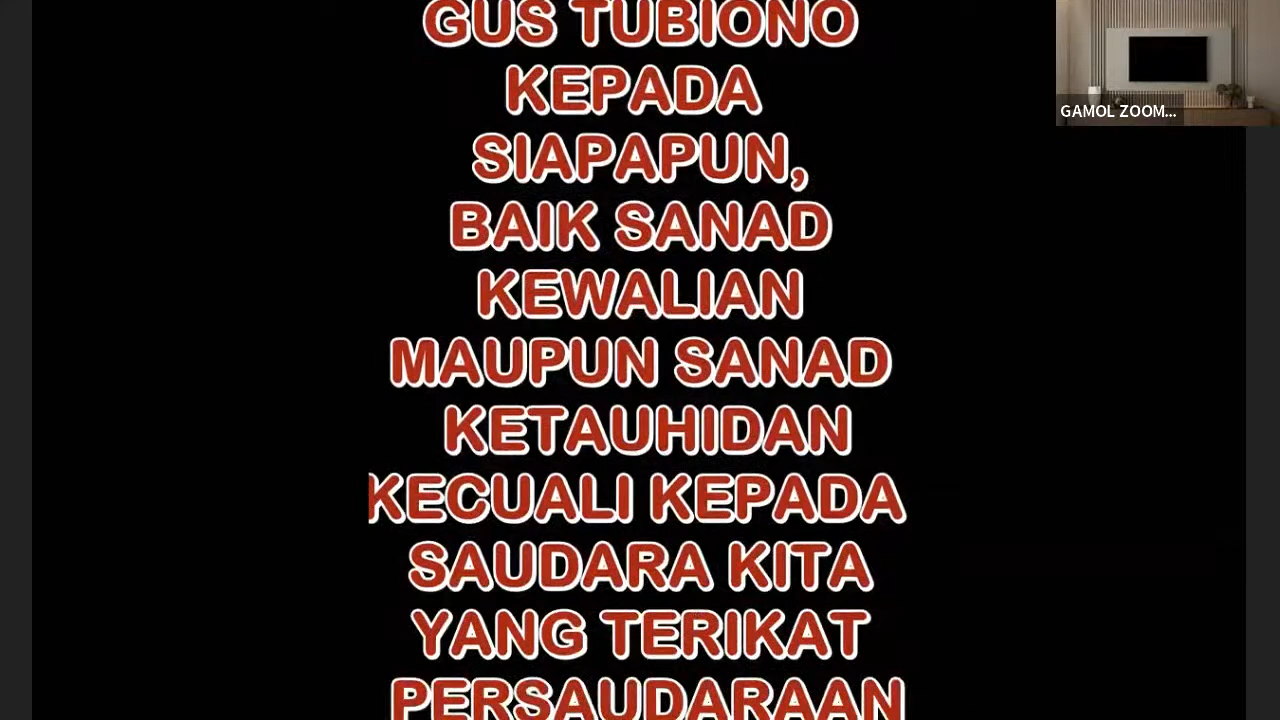 GUS TUBIONO
KEPADA
SIAPAPUN,
BAIK SANAD
KEWALIAN
MAUPUN SANAD
KETAUHIDAN
KECUALI KEPADA
SAUDARA KITA
YANG TERIKAT
PERSAUDARAAN
GAMOL ZOOM...